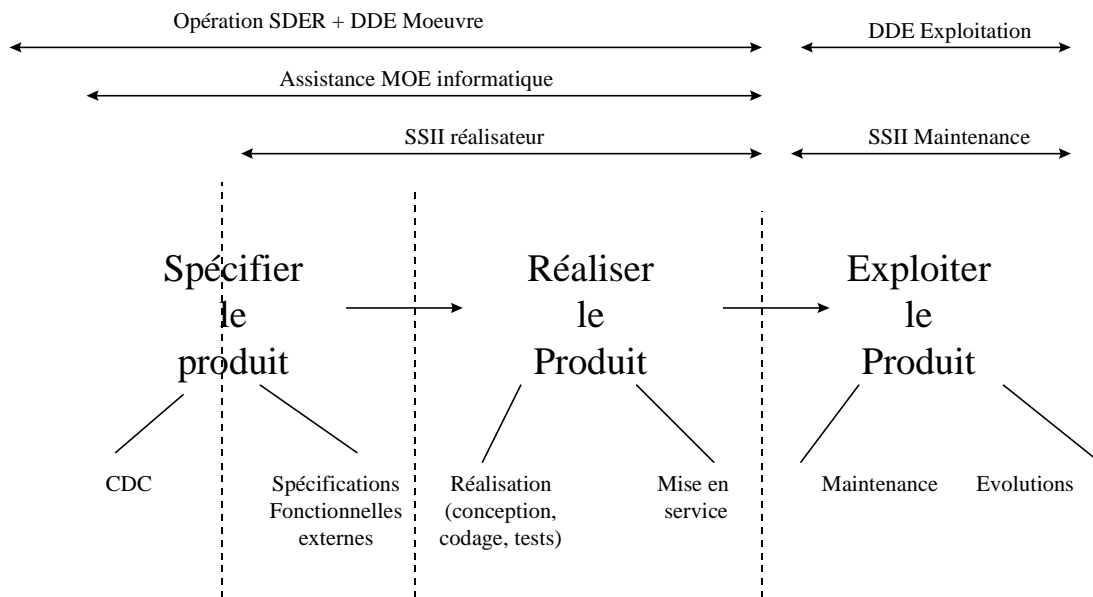 Opération SDER + DDE Moeuvre
DDE Exploitation
Assistance MOE informatique
SSII réalisateur
SSII Maintenance
Spécifier
le
produit
Réaliser
le
Produit
Exploiter
le
Produit
CDC
Spécifications
Fonctionnelles
externes
Réalisation
(conception,
codage, tests)
Mise en
service
Maintenance
Evolutions